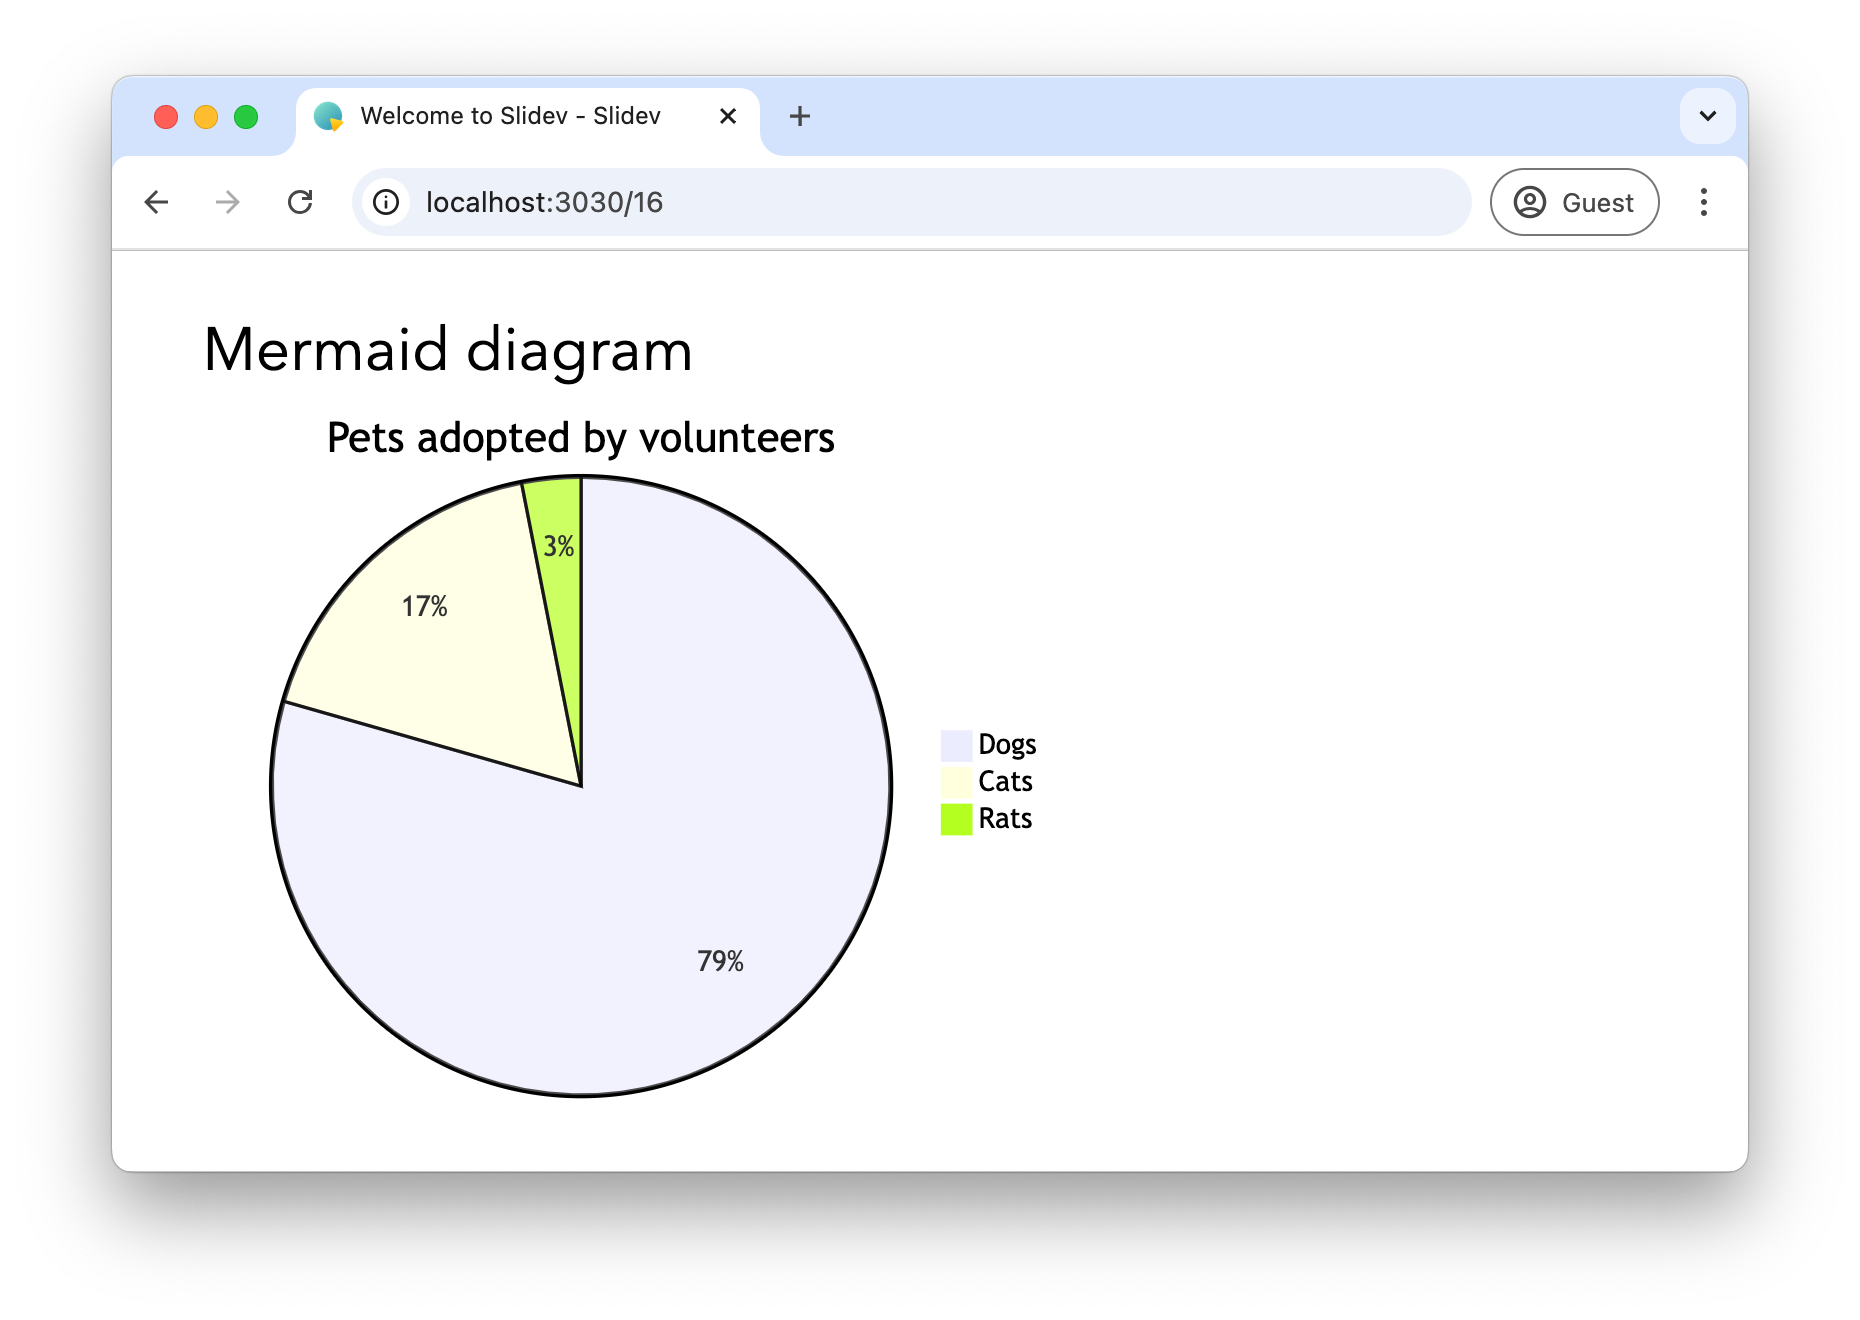 Welcome to Slidev - Slidev
localhost:3030/16
Guest
Mermaid diagram
Pets adopted by volunteers
3%
17%
79%
Dogs
Cats
Rats